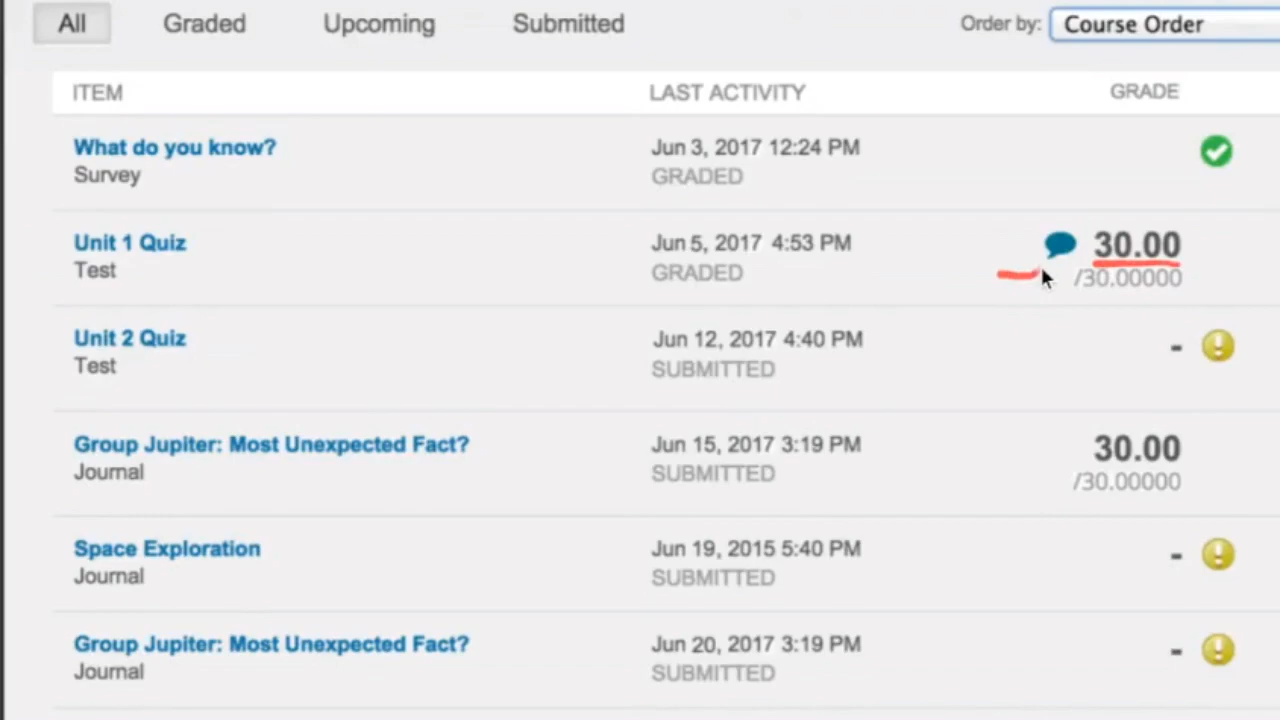 All Graded Upcoming Submitted Order by: Course Order
ITEM LAST ACTIVITY GRADE
What do you know? Jun 3, 2017 12:24 PM
Survey GRADED
Unit 1 Quiz Jun 5, 2017 4:53 PM 30.00
Test GRADED /30.00000
Unit 2 Quiz Jun 12, 2017 4:40 PM -
Test SUBMITTED
Group Jupiter: Most Unexpected Fact? Jun 15, 2017 3:19 PM 30.00
Journal SUBMITTED /30.00000
Space Exploration Jun 19, 2015 5:40 PM -
Journal SUBMITTED
Group Jupiter: Most Unexpected Fact? Jun 20, 2017 3:19 PM -
Journal SUBMITTED